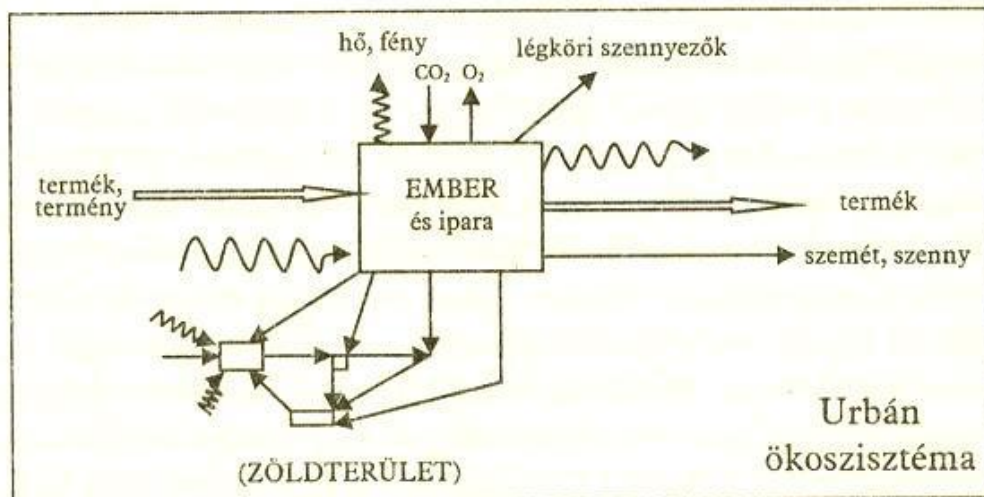 hő, fény
légköri szennyezők
CO₂ O₂
termék,
termény
EMBER
és ipara
termék
szemét, szenny
(ZÖLDTERÜLET)
Urbán
ökoszisztéma